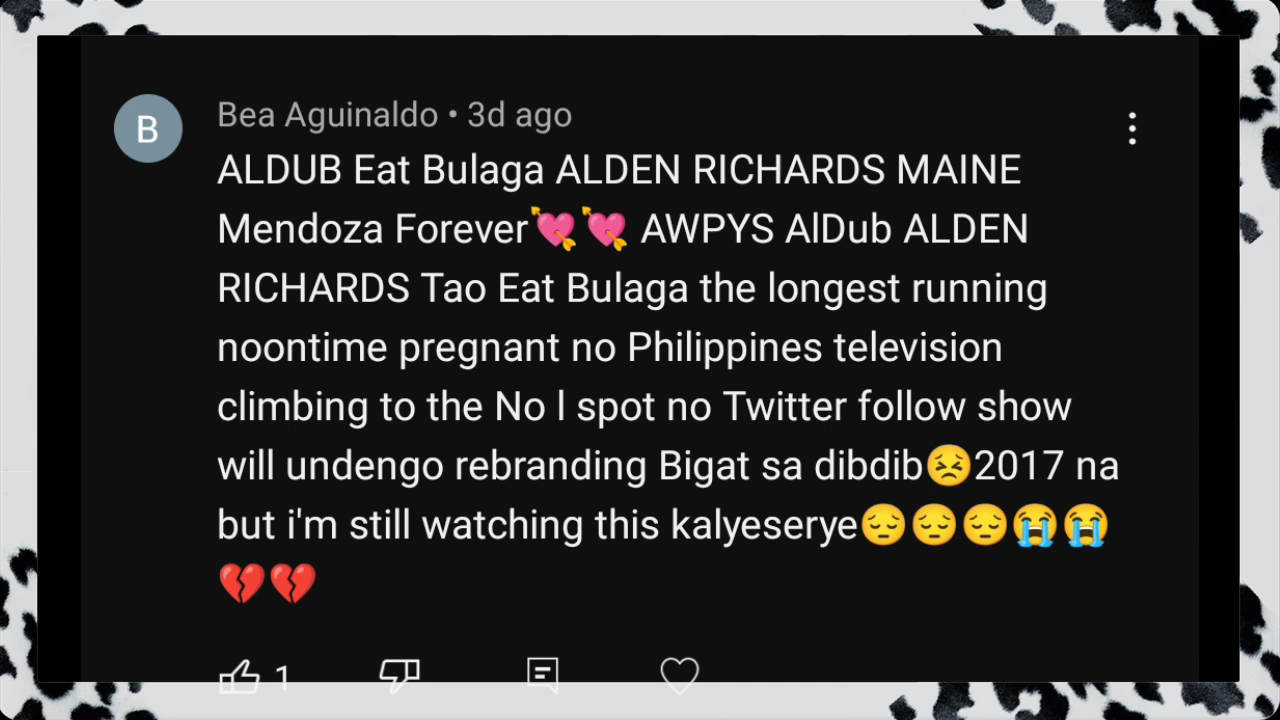 B
Bea Aguinaldo • 3d ago
ALDUB Eat Bulaga ALDEN RICHARDS MAINE
Mendoza Forever💘💘 AWPYS AlDub ALDEN
RICHARDS Tao Eat Bulaga the longest running
noontime pregnant no Philippines television
climbing to the No l spot no Twitter follow show
will undengo rebranding Bigat sa dibdib😣2017 na
but i'm still watching this kalyeserye😔😔😔😭😭
💔💔
1